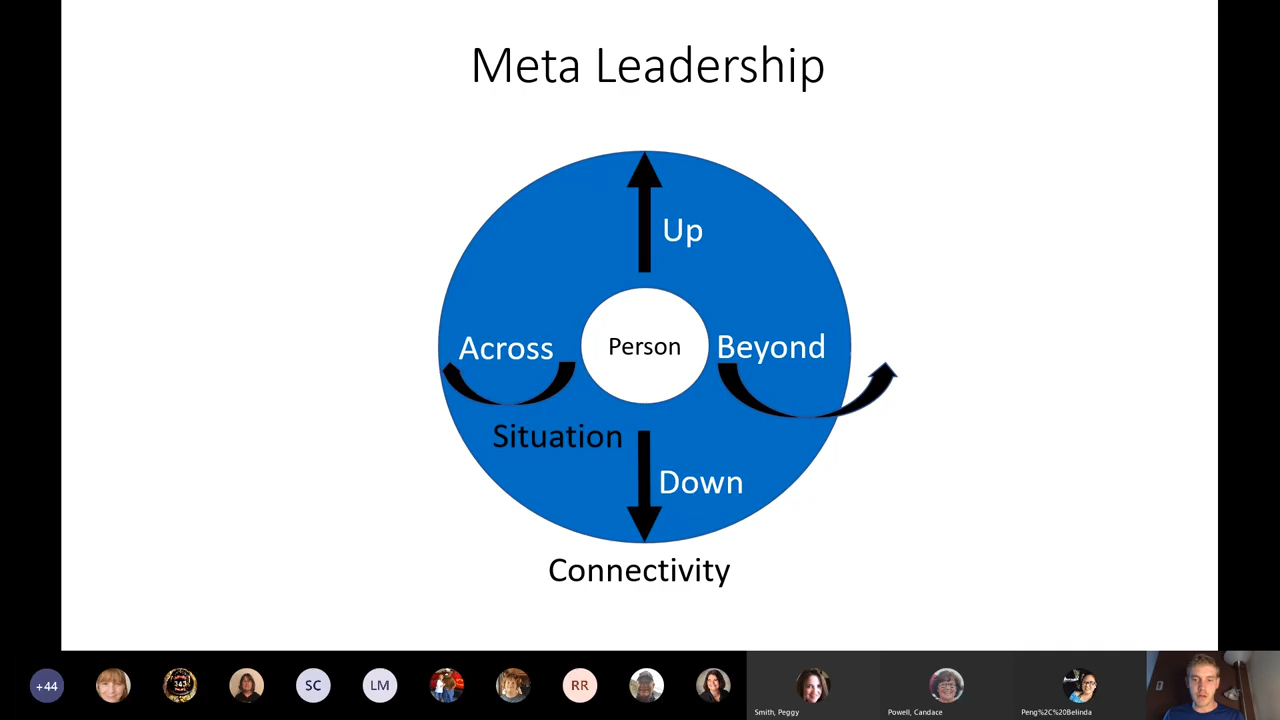 Meta Leadership
Up
Across
Person
Beyond
Situation
Down
Connectivity
+44
343
SC
LM
RR
Smith, Peggy
Powell, Candace
Peng%2C%20Belinda